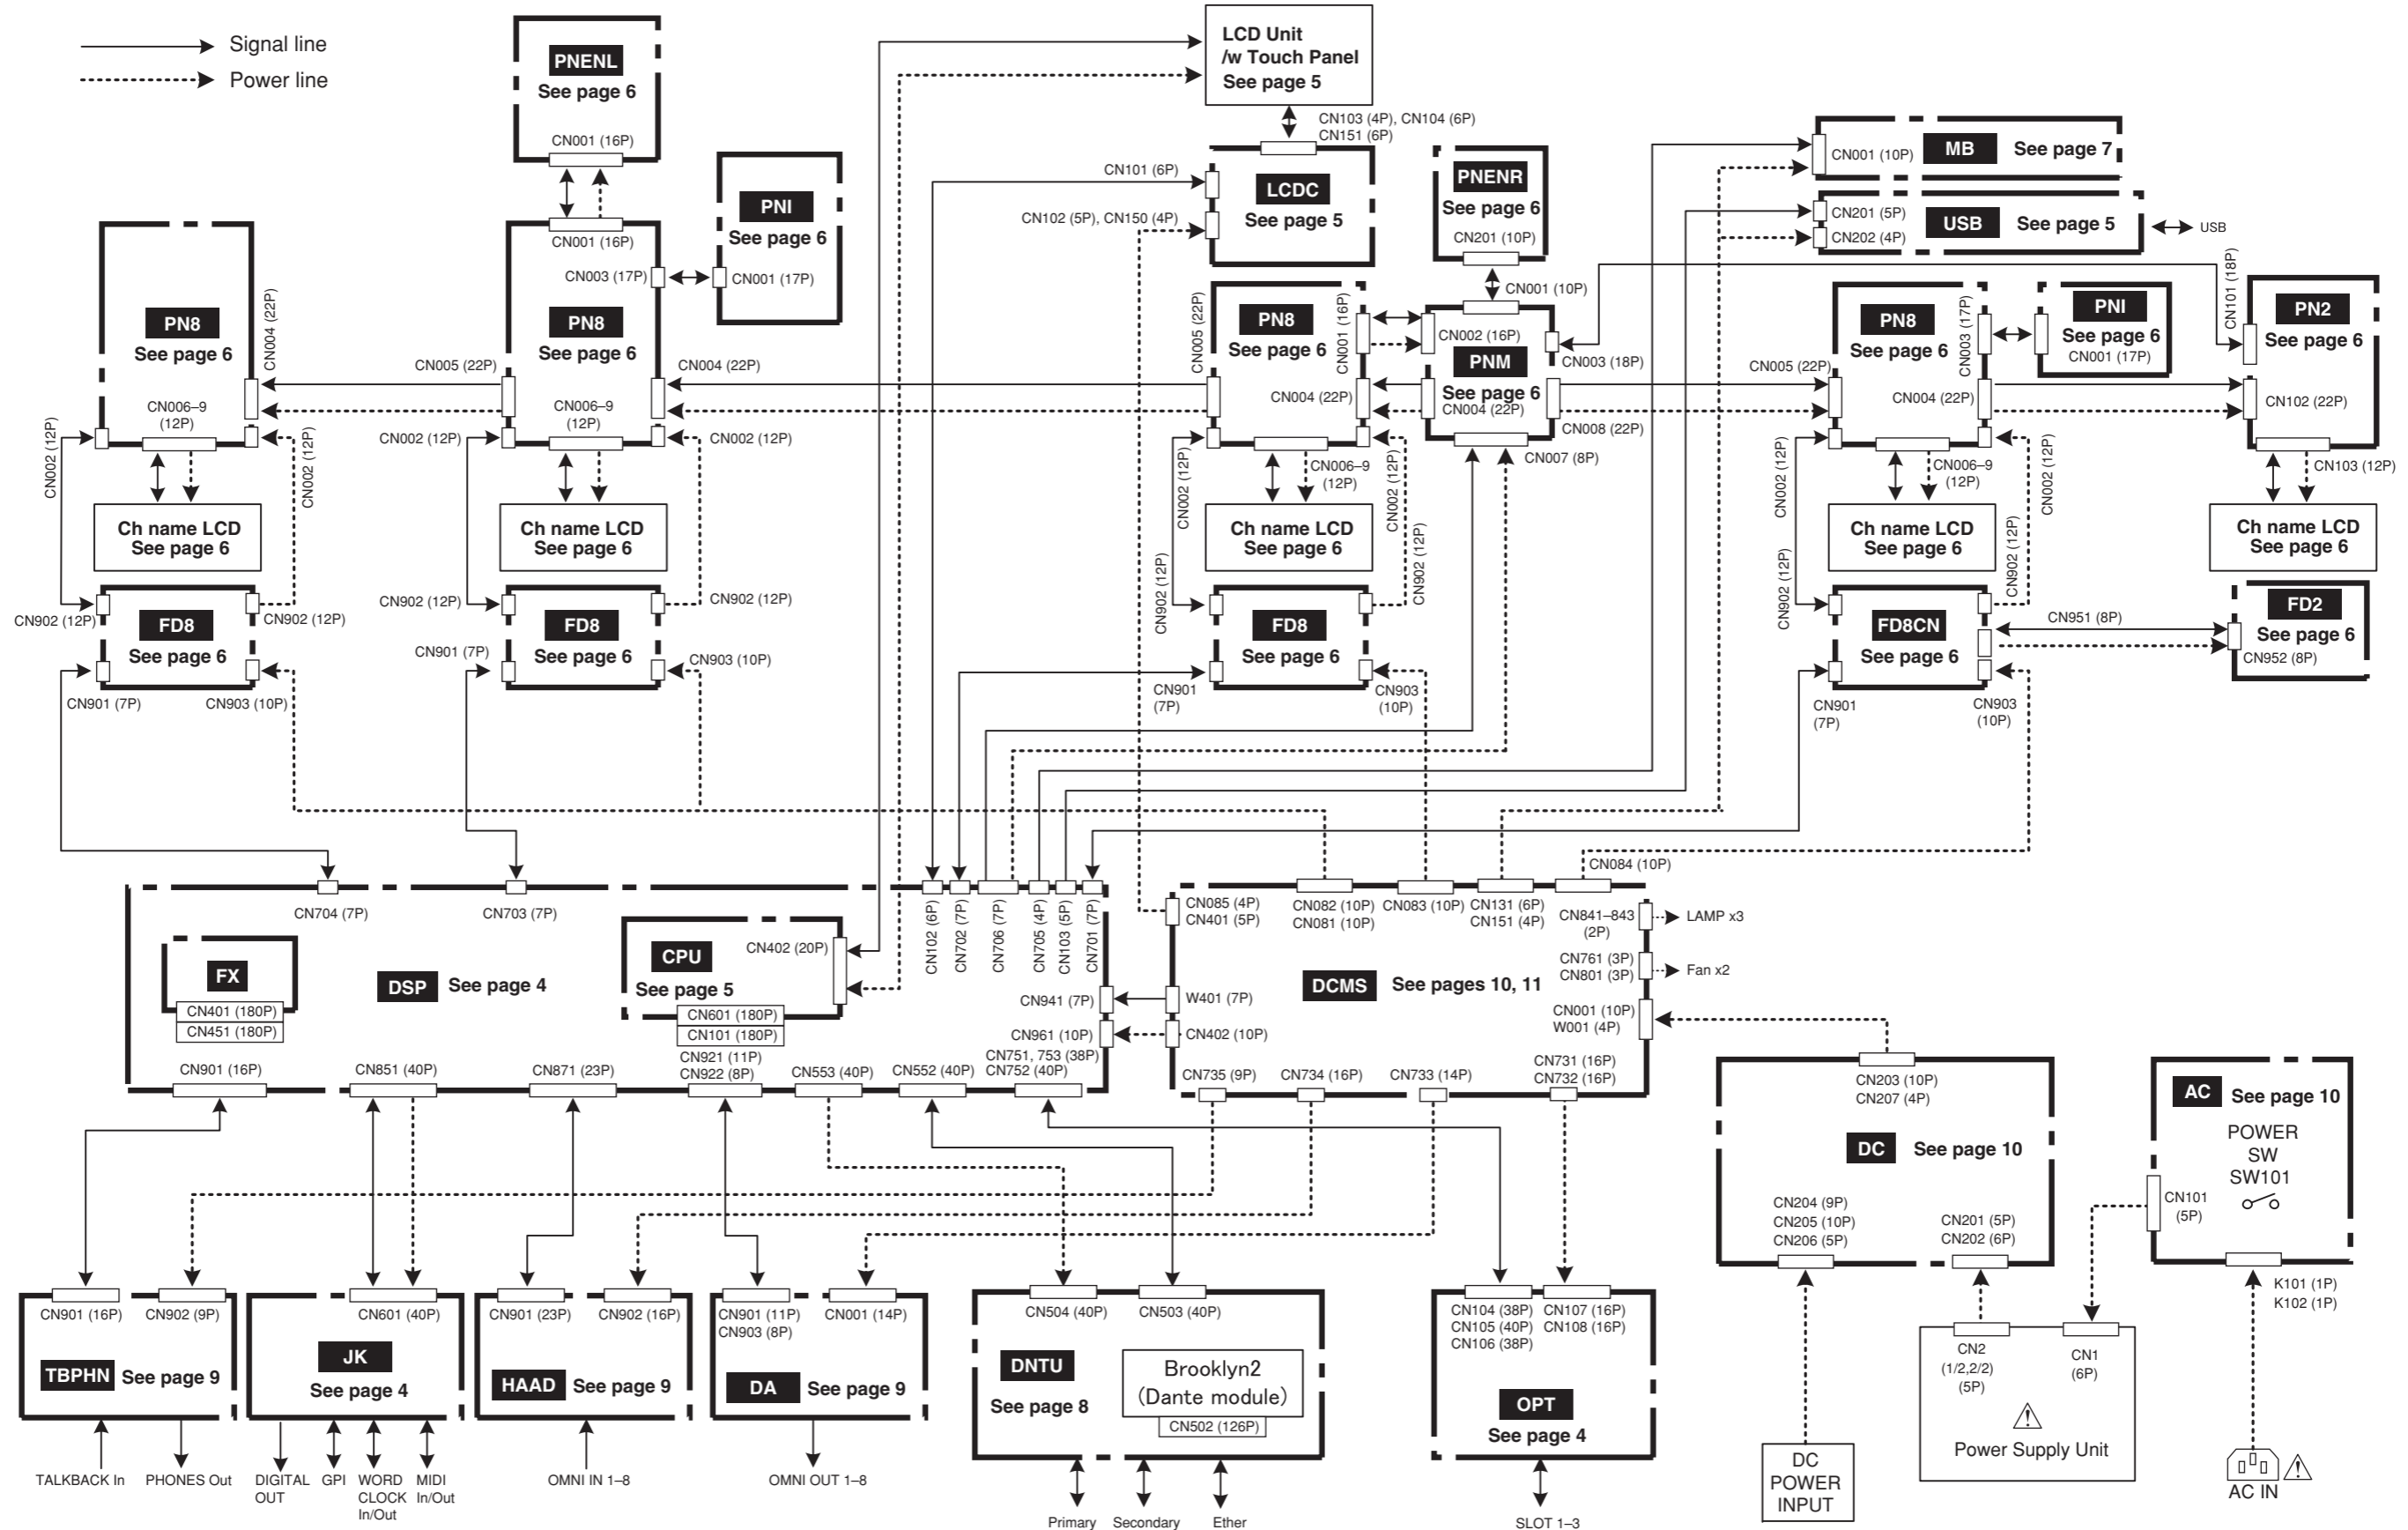 Signal line
Power line
PNENL
See page 6
CN001 (16P)
LCD Unit
/w Touch Panel
See page 5
CN103 (4P), CN104 (6P)
CN151 (6P)
PNI
See page 6
CN001 (17P)
CN101 (6P)
CN102 (5P), CN150 (4P)
LCDC
See page 5
PNENR
See page 6
CN201 (10P)
CN001 (10P)
CN001 (10P)
MB
See page 7
CN201 (5P)
CN202 (4P)
USB
See page 5
USB
PN8
See page 6
CN004 (22P)
CN006–9
(12P)
CN002 (12P)
CN002 (12P)
CN001 (16P)
CN003 (17P)
PN8
See page 6
CN005 (22P)
CN004 (22P)
CN006–9
(12P)
CN002 (12P)
CN002 (12P)
CN005 (22P)
PN8
See page 6
CN001 (16P)
CN004 (22P)
CN006–9
(12P)
CN002 (12P)
CN002 (12P)
CN002 (16P)
PNM
See page 6
CN004 (22P)
CN003 (18P)
CN008 (22P)
CN007 (8P)
CN005 (22P)
PN8
See page 6
CN003 (17P)
CN004 (22P)
CN006–9
(12P)
CN002 (12P)
CN002 (12P)
PNI
See page 6
CN001 (17P)
CN101 (18P)
PN2
See page 6
CN102 (22P)
CN103 (12P)
Ch name LCD
See page 6
Ch name LCD
See page 6
Ch name LCD
See page 6
Ch name LCD
See page 6
Ch name LCD
See page 6
CN902 (12P)
FD8
See page 6
CN902 (12P)
CN901 (7P)
CN903 (10P)
CN902 (12P)
FD8
See page 6
CN902 (12P)
CN901 (7P)
CN903 (10P)
CN902 (12P)
FD8
See page 6
CN902 (12P)
CN901
(7P)
CN903
(10P)
CN902 (12P)
FD8CN
See page 6
CN902 (12P)
CN901
(7P)
CN903
(10P)
CN951 (8P)
FD2
See page 6
CN952 (8P)
CN704 (7P)
CN703 (7P)
CN102 (6P)
CN702 (7P)
CN706 (7P)
CN705 (4P)
CN103 (5P)
CN701 (7P)
FX
CN401 (180P)
CN451 (180P)
DSP
See page 4
CPU
See page 5
CN402 (20P)
CN601 (180P)
CN101 (180P)
CN941 (7P)
CN961 (10P)
CN901 (16P)
CN851 (40P)
CN871 (23P)
CN921 (11P)
CN922 (8P)
CN553 (40P)
CN552 (40P)
CN751, 753 (38P)
CN752 (40P)
CN085 (4P)
CN401 (5P)
CN082 (10P)
CN081 (10P)
CN083 (10P)
CN131 (6P)
CN151 (4P)
CN084 (10P)
CN841–843
(2P)
LAMP x3
CN761 (3P)
CN801 (3P)
Fan x2
DCMS
See pages 10, 11
W401 (7P)
CN402 (10P)
CN001 (10P)
W001 (4P)
CN735 (9P)
CN734 (16P)
CN733 (14P)
CN731 (16P)
CN732 (16P)
CN203 (10P)
CN207 (4P)
DC
See page 10
CN204 (9P)
CN205 (10P)
CN206 (5P)
CN201 (5P)
CN202 (6P)
AC
See page 10
POWER
SW
SW101
CN101
(5P)
K101 (1P)
K102 (1P)
CN901 (16P)
CN902 (9P)
TBPHN
See page 9
TALKBACK In
PHONES Out
CN601 (40P)
JK
See page 4
DIGITAL
OUT
GPI
WORD
CLOCK
In/Out
MIDI
In/Out
CN901 (23P)
CN902 (16P)
HAAD
See page 9
OMNI IN 1–8
CN901 (11P)
CN903 (8P)
CN001 (14P)
DA
See page 9
OMNI OUT 1–8
CN504 (40P)
CN503 (40P)
DNTU
See page 8
Brooklyn2
(Dante module)
CN502 (126P)
Primary
Secondary
Ether
CN104 (38P)
CN105 (40P)
CN106 (38P)
CN107 (16P)
CN108 (16P)
OPT
See page 4
SLOT 1–3
DC
POWER
INPUT
CN2
(1/2,2/2)
(5P)
CN1
(6P)
Power Supply Unit
AC IN